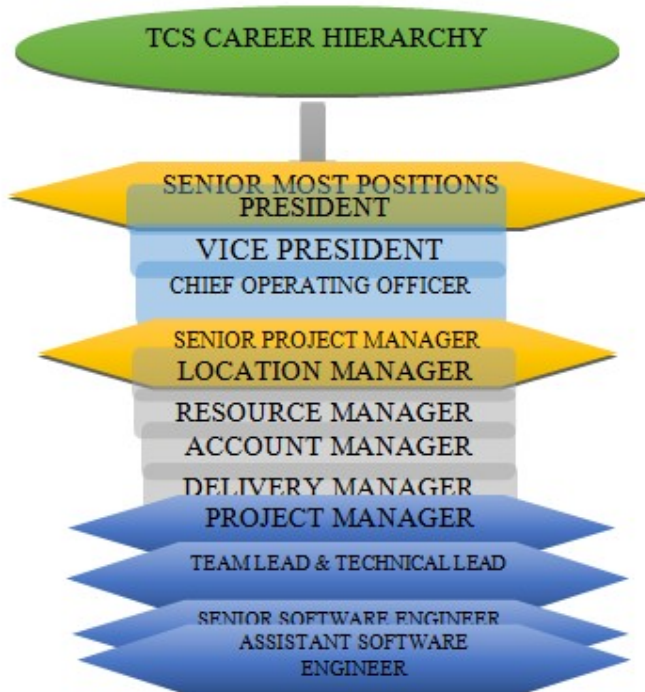 TCS CAREER HIERARCHY
SENIOR MOST POSITIONS
PRESIDENT
VICE PRESIDENT
CHIEF OPERATING OFFICER
SENIOR PROJECT MANAGER
LOCATION MANAGER
RESOURCE MANAGER
ACCOUNT MANAGER
DELIVERY MANAGER
PROJECT MANAGER
TEAM LEAD & TECHNICAL LEAD
SENIOR SOFTWARE ENGINEER
ASSISTANT SOFTWARE
ENGINEER